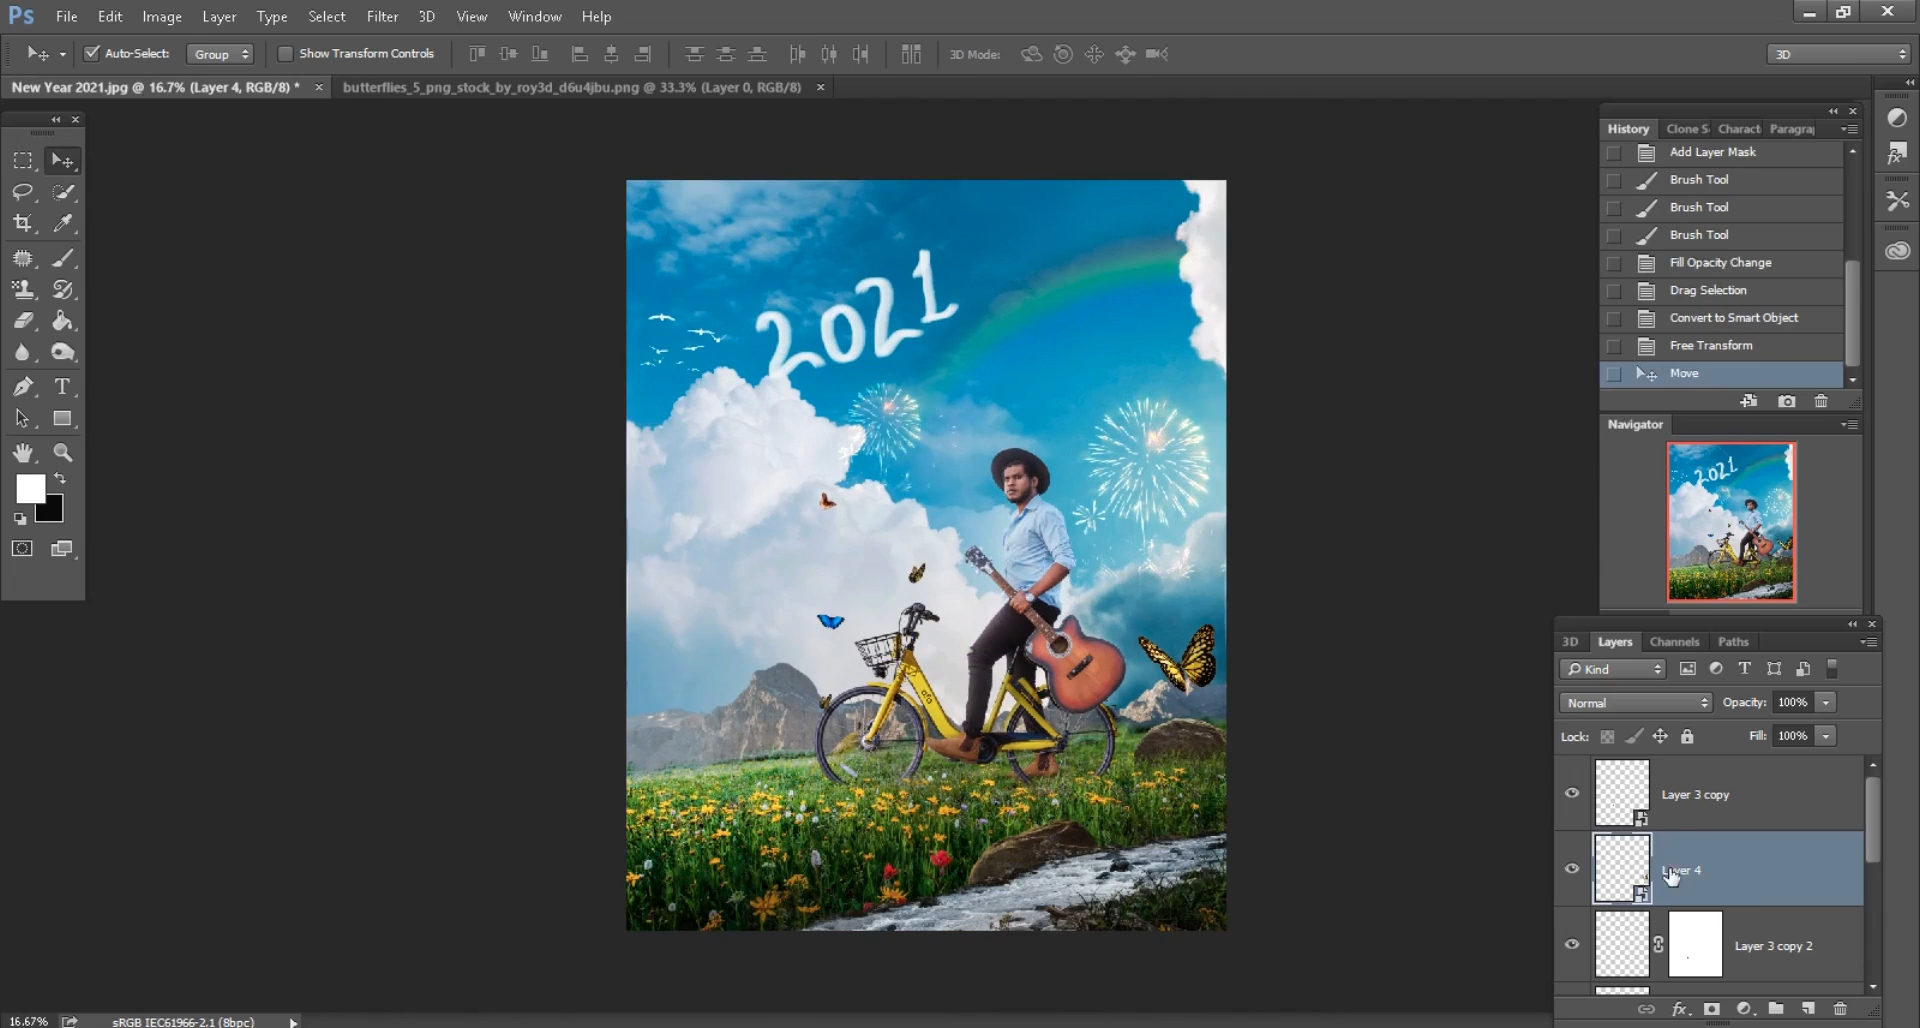 Ps File Edit Image Layer Type Select Filter 3D View Window Help
Auto-Select: Group Show Transform Controls 3D Mode: 3D
New Year 2021.jpg @ 16.7% (Layer 4, RGB/8) * × butterflies_5_png_stock_by_roy3d_d6u4jbu.png @ 33.3% (Layer 0, RGB/8) ×
History Clone S Charact Paragra
Add Layer Mask
Brush Tool
Brush Tool
Brush Tool
Fill Opacity Change
Drag Selection
Convert to Smart Object
Free Transform
Move
Navigator
2021
2021
3D Layers Channels Paths
Kind
Normal Opacity: 100%
Lock: Fill: 100%
Layer 3 copy
Layer 4
Layer 3 copy 2
16.67% sRGB IEC61966-2.1 (8bpc)